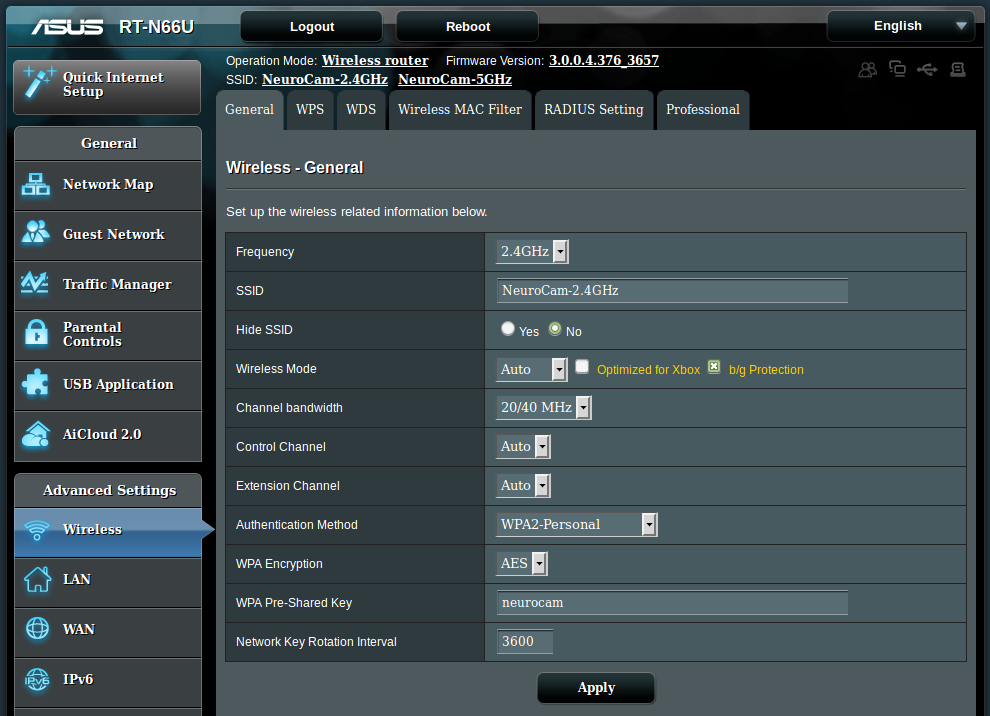 ASUS RT-N66U Logout Reboot English
Operation Mode: Wireless router Firmware Version: 3.0.0.4.376_3657
SSID: NeuroCam-2.4GHz NeuroCam-5GHz
Quick Internet
Setup
General
Network Map
Guest Network
Traffic Manager
Parental
Controls
USB Application
AiCloud 2.0
Advanced Settings
Wireless
LAN
WAN
IPv6
General WPS WDS Wireless MAC Filter RADIUS Setting Professional
Wireless - General
Set up the wireless related information below.
Frequency 2.4GHz
SSID NeuroCam-2.4GHz
Hide SSID Yes No
Wireless Mode Auto Optimized for Xbox b/g Protection
Channel bandwidth 20/40 MHz
Control Channel Auto
Extension Channel Auto
Authentication Method WPA2-Personal
WPA Encryption AES
WPA Pre-Shared Key neurocam
Network Key Rotation Interval 3600
Apply